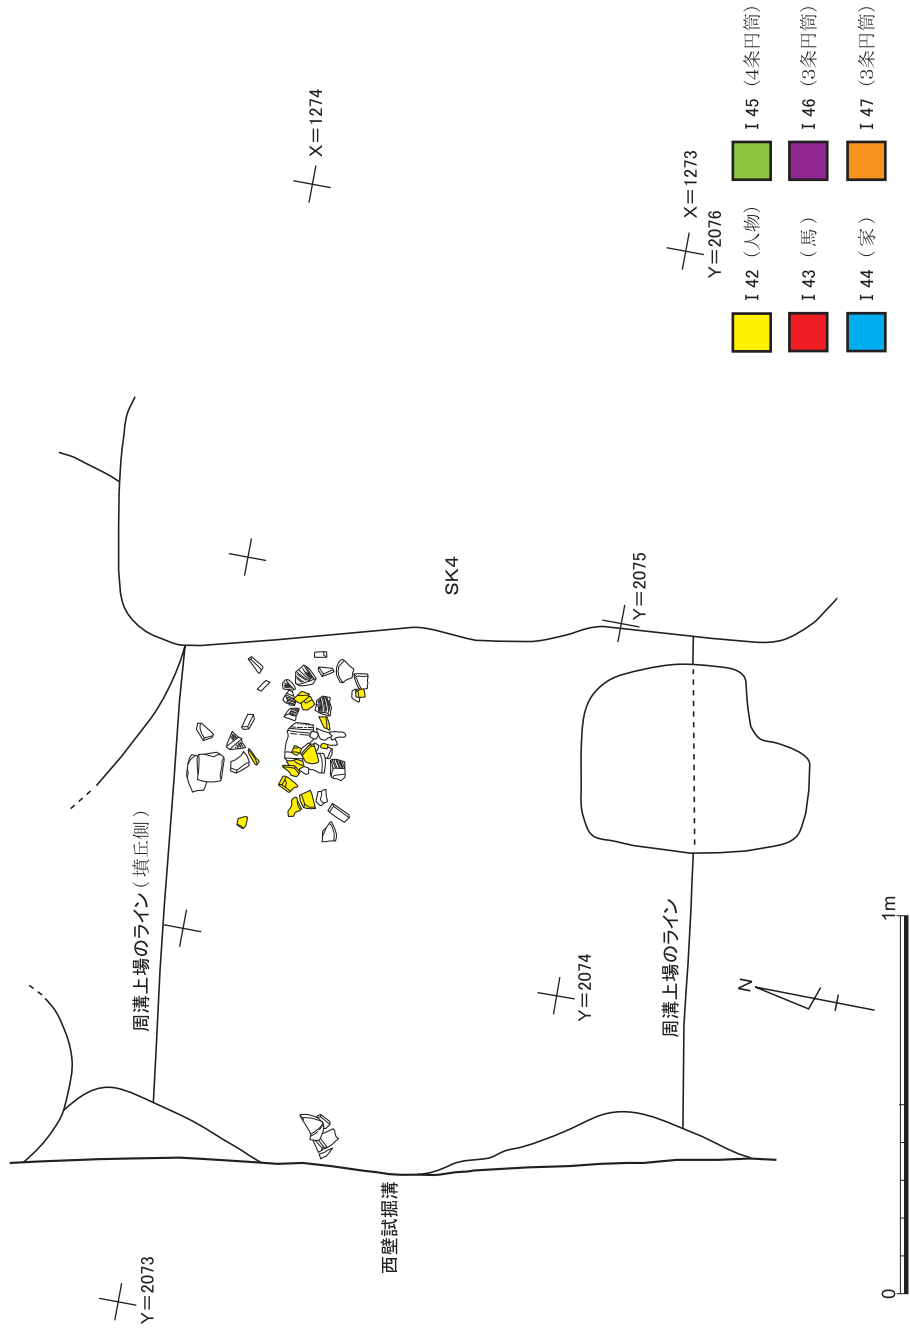 X=1274
X=1273
Y=2076
I 45 (4条円筒)
I 46 (3条円筒)
I 47 (3条円筒)
I 42 (人物)
I 43 (馬)
I 44 (家)
SK4
Y=2075
周溝上場のライン(墳丘側)
周溝上場のライン
Y=2074
N
西壁試掘溝
Y=2073
0
1m